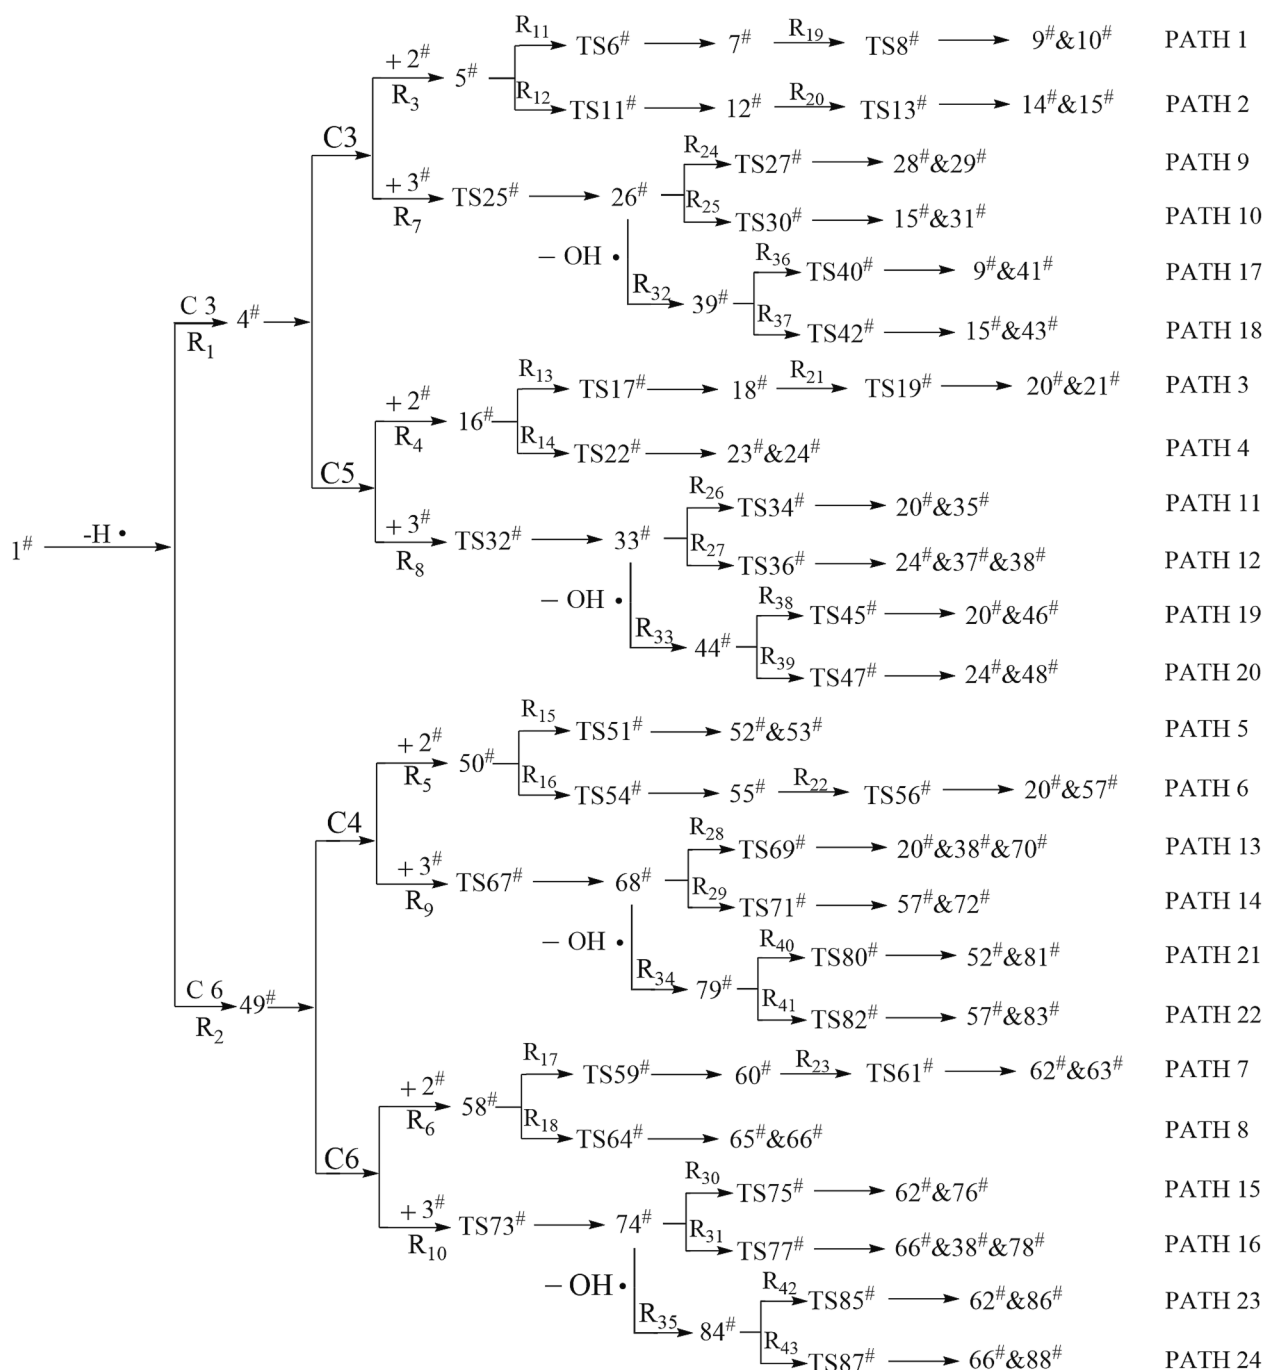 R₁₁ TS6# 7# R₁₉ TS8# 9#&10# PATH 1
+2# R₃ 5#
R₁₂ TS11# 12# R₂₀ TS13# 14#&15# PATH 2
C3
R₂₄ TS27# 28#&29# PATH 9
+3# R₇ TS25# 26#
R₂₅ TS30# 15#&31# PATH 10
– OH •
R₃₆ TS40# 9#&41# PATH 17
R₃₂ 39#
C 3 R₁ 4#
R₃₇ TS42# 15#&43# PATH 18
R₁₃ TS17# 18# R₂₁ TS19# 20#&21# PATH 3
+2# R₄ 16#
R₁₄ TS22# 23#&24# PATH 4
C5
R₂₆ TS34# 20#&35# PATH 11
+3# R₈ TS32# 33#
1# -H •
R₂₇ TS36# 24#&37#&38# PATH 12
– OH •
R₃₈ TS45# 20#&46# PATH 19
R₃₃ 44#
R₃₉ TS47# 24#&48# PATH 20
R₁₅ TS51# 52#&53# PATH 5
+2# R₅ 50#
R₁₆ TS54# 55# R₂₂ TS56# 20#&57# PATH 6
C4
R₂₈ TS69# 20#&38#&70# PATH 13
+3# R₉ TS67# 68#
R₂₉ TS71# 57#&72# PATH 14
– OH •
R₄₀ TS80# 52#&81# PATH 21
R₃₄ 79#
C 6 R₂ 49#
R₄₁ TS82# 57#&83# PATH 22
R₁₇ TS59# 60# R₂₃ TS61# 62#&63# PATH 7
+2# R₆ 58#
R₁₈ TS64# 65#&66# PATH 8
C6
R₃₀ TS75# 62#&76# PATH 15
+3# R₁₀ TS73# 74#
R₃₁ TS77# 66#&38#&78# PATH 16
– OH •
R₄₂ TS85# 62#&86# PATH 23
R₃₅ 84#
R₄₃ TS87# 66#&88# PATH 24